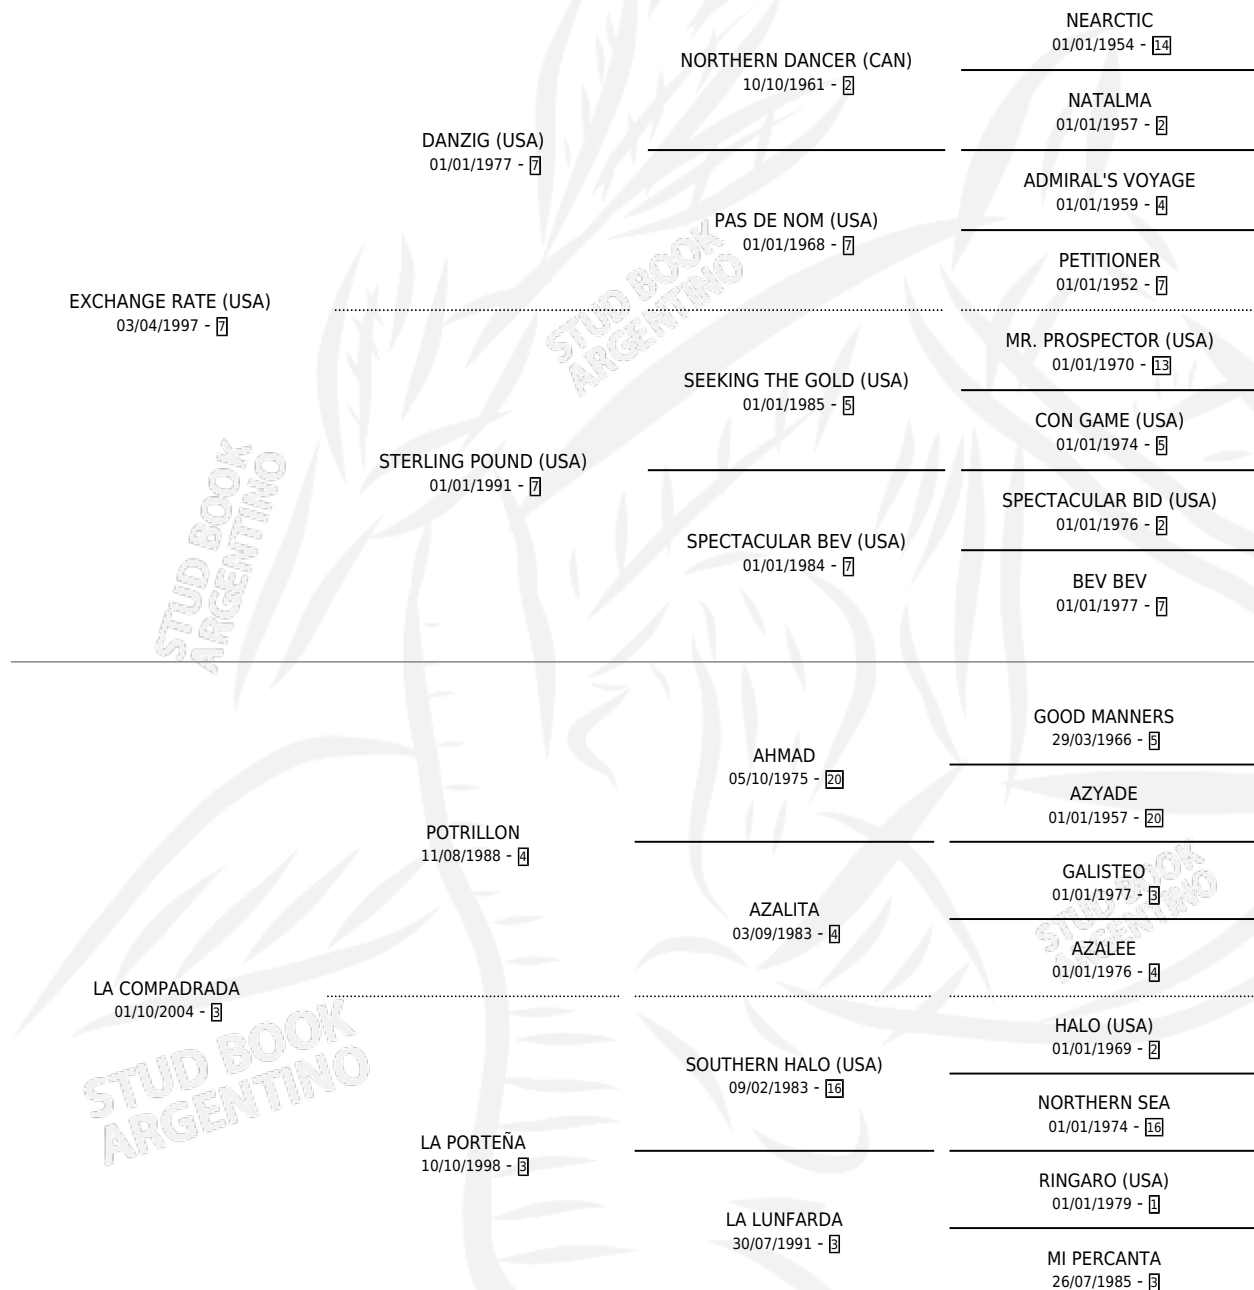 NEARCTIC
01/01/1954 - 14
NORTHERN DANCER (CAN)
10/10/1961 - 2
NATALMA
01/01/1957 - 2
DANZIG (USA)
01/01/1977 - 7
ADMIRAL'S VOYAGE
01/01/1959 - 4
PAS DE NOM (USA)
01/01/1968 - 7
PETITIONER
01/01/1952 - 7
EXCHANGE RATE (USA)
03/04/1997 - 7
MR. PROSPECTOR (USA)
01/01/1970 - 13
SEEKING THE GOLD (USA)
01/01/1985 - 5
CON GAME (USA)
01/01/1974 - 5
STERLING POUND (USA)
01/01/1991 - 7
SPECTACULAR BID (USA)
01/01/1976 - 2
SPECTACULAR BEV (USA)
01/01/1984 - 7
BEV BEV
01/01/1977 - 7
GOOD MANNERS
29/03/1966 - 5
AHMAD
05/10/1975 - 20
AZYADE
01/01/1957 - 20
POTRILLON
11/08/1988 - 4
GALISTEO
01/01/1977 - 3
AZALITA
03/09/1983 - 4
AZALEE
01/01/1976 - 4
LA COMPADRADA
01/10/2004 - 3
HALO (USA)
01/01/1969 - 2
SOUTHERN HALO (USA)
09/02/1983 - 16
NORTHERN SEA
01/01/1974 - 16
LA PORTEÑA
10/10/1998 - 3
RINGARO (USA)
01/01/1979 - 1
LA LUNFARDA
30/07/1991 - 3
MI PERCANTA
26/07/1985 - 3
STUD BOOK
ARGENTINO
STUD BOOK
ARGENTINO
STUD BOOK
ARGENTINO
STUD BOOK
ARGENTINO